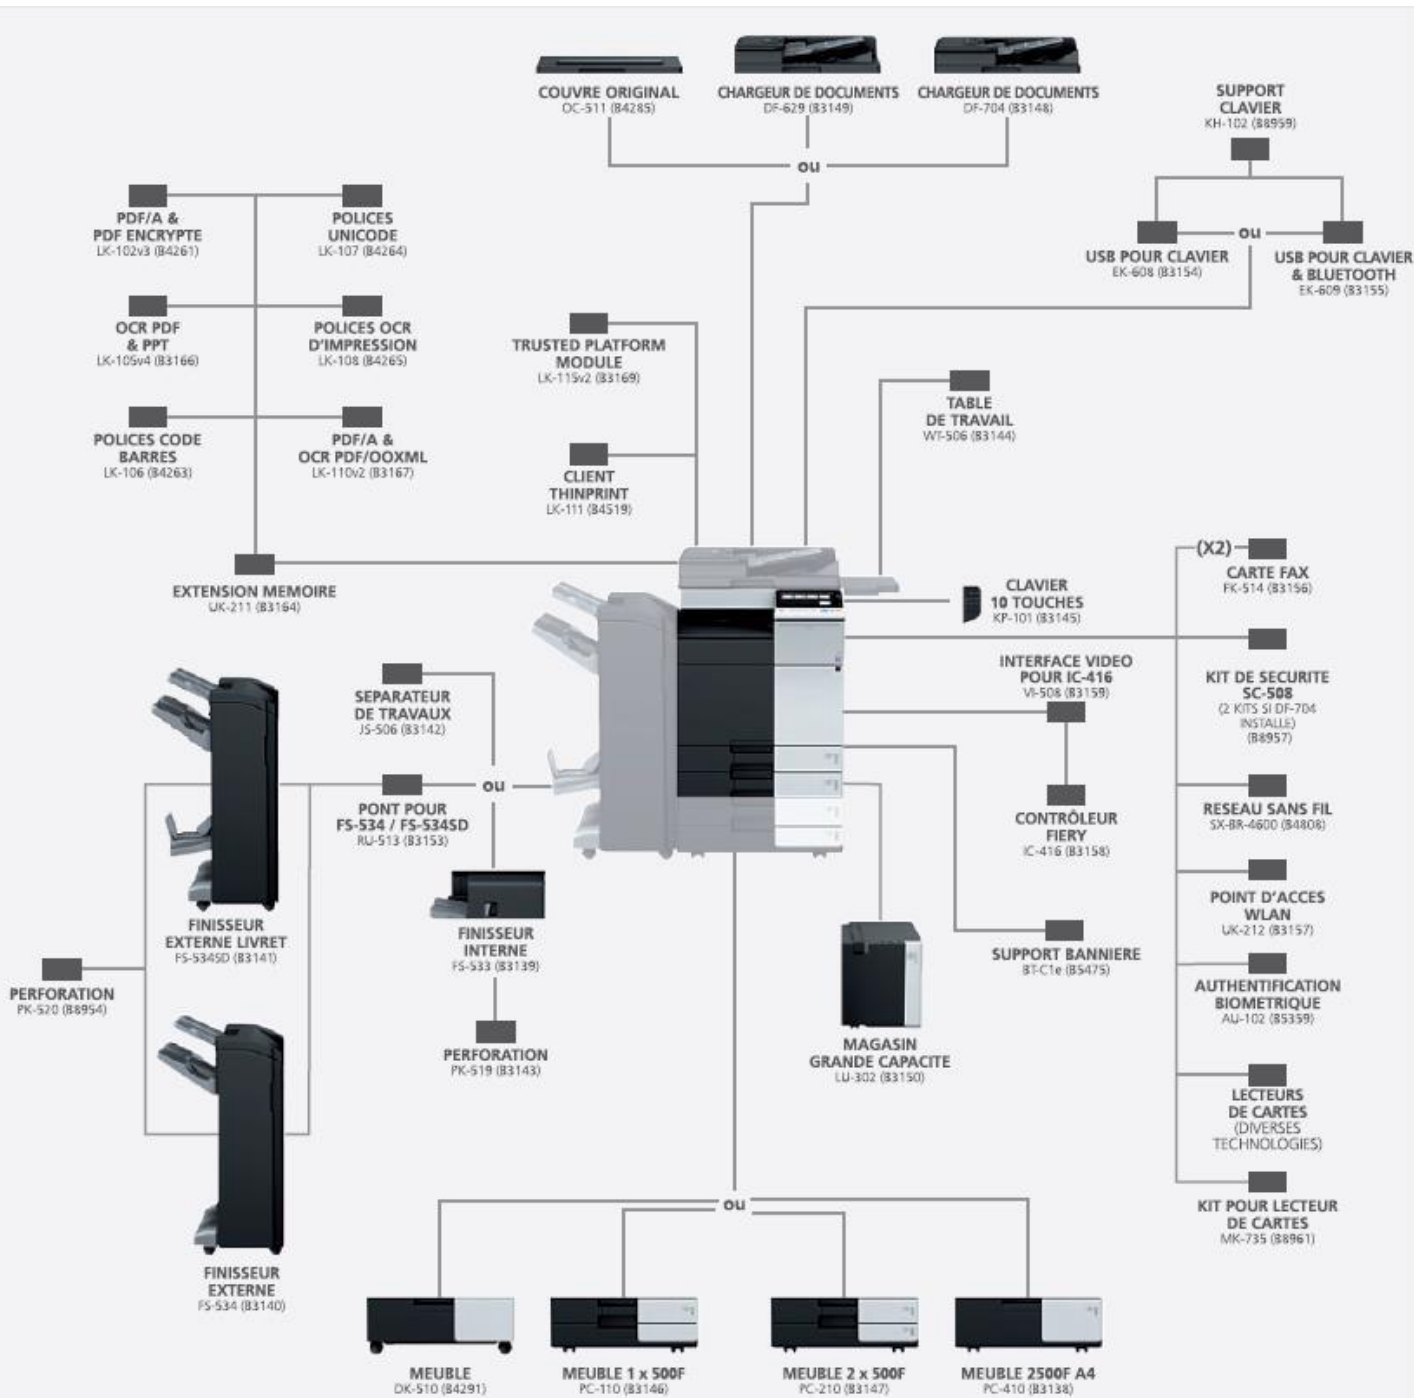 COUVRE ORIGINAL
OC-511 (B4285)
CHARGEUR DE DOCUMENTS
DF-629 (B3149)
CHARGEUR DE DOCUMENTS
DF-704 (B3148)
ou
SUPPORT
CLAVIER
KH-102 (B8959)
ou
USB POUR CLAVIER
EK-608 (B3154)
USB POUR CLAVIER
& BLUETOOTH
EK-609 (B3155)
PDF/A &
PDF ENCRYPTE
LK-102v3 (B4261)
POLICES
UNICODE
LK-107 (B4264)
OCR PDF
& PPT
LK-105v4 (B3166)
POLICES OCR
D'IMPRESSION
LK-108 (B4265)
POLICES CODE
BARRES
LK-106 (B4263)
PDF/A &
OCR PDF/OOXML
LK-110v2 (B3167)
TRUSTED PLATFORM
MODULE
LK-115v2 (B3169)
CLIENT
THINPRINT
LK-111 (B4519)
TABLE
DE TRAVAIL
WT-506 (B3144)
EXTENSION MEMOIRE
UK-211 (B3164)
CLAVIER
10 TOUCHES
KP-101 (B3145)
(X2)
CARTE FAX
FK-514 (B3156)
INTERFACE VIDEO
POUR IC-416
VI-508 (B3159)
KIT DE SECURITE
SC-508
(2 KITS SI DF-704
INSTALLE)
(B8957)
SEPARATEUR
DE TRAVAUX
JS-506 (B3142)
ou
PONT POUR
FS-534 / FS-534SD
RU-513 (B3153)
CONTRÔLEUR
FIERY
IC-416 (B3158)
RESEAU SANS FIL
SX-BR-4600 (B4808)
POINT D'ACCES
WLAN
UK-212 (B3157)
FINISSEUR
EXTERNE LIVRET
FS-534SD (B3141)
FINISSEUR
INTERNE
FS-533 (B3139)
SUPPORT BANNIERE
BT-C1e (B5475)
AUTHENTIFICATION
BIOMETRIQUE
AU-102 (B5359)
PERFORATION
PK-520 (B8954)
PERFORATION
PK-519 (B3143)
MAGASIN
GRANDE CAPACITE
LU-302 (B3150)
LECTEURS
DE CARTES
(DIVERSES
TECHNOLOGIES)
KIT POUR LECTEUR
DE CARTES
MK-735 (B8961)
FINISSEUR
EXTERNE
FS-534 (B3140)
ou
MEUBLE
DK-510 (B4291)
MEUBLE 1 x 500F
PC-110 (B3146)
MEUBLE 2 x 500F
PC-210 (B3147)
MEUBLE 2500F A4
PC-410 (B3138)